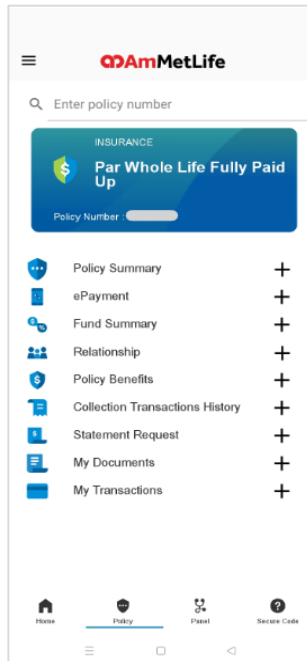 AmMetLife
Enter policy number
INSURANCE
Par Whole Life Fully Paid
Up
Policy Number :
Policy Summary
ePayment
Fund Summary
Relationship
Policy Benefits
Collection Transactions History
Statement Request
My Documents
My Transactions
Home Policy Panel Secure Code